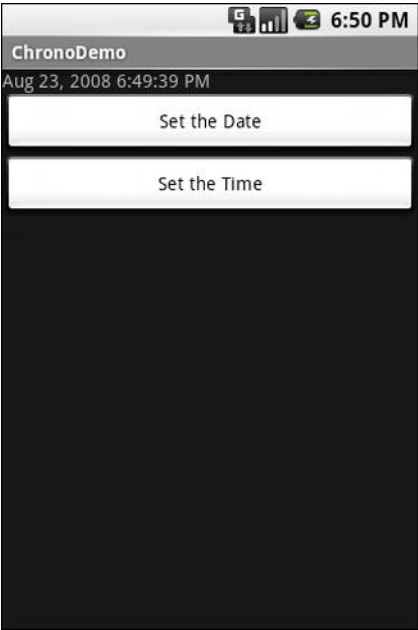 G 6:50 PM
ChronoDemo
Aug 23, 2008 6:49:39 PM
Set the Date
Set the Time